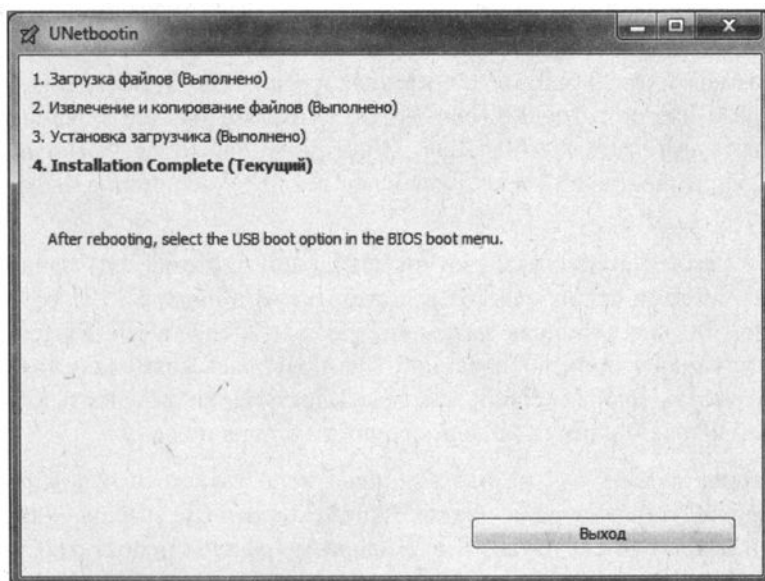 UNetbootin
1. Загрузка файлов (Выполнено)
2. Извлечение и копирование файлов (Выполнено)
3. Установка загрузчика (Выполнено)
4. Installation Complete (Текущий)
After rebooting, select the USB boot option in the BIOS boot menu.
Выход